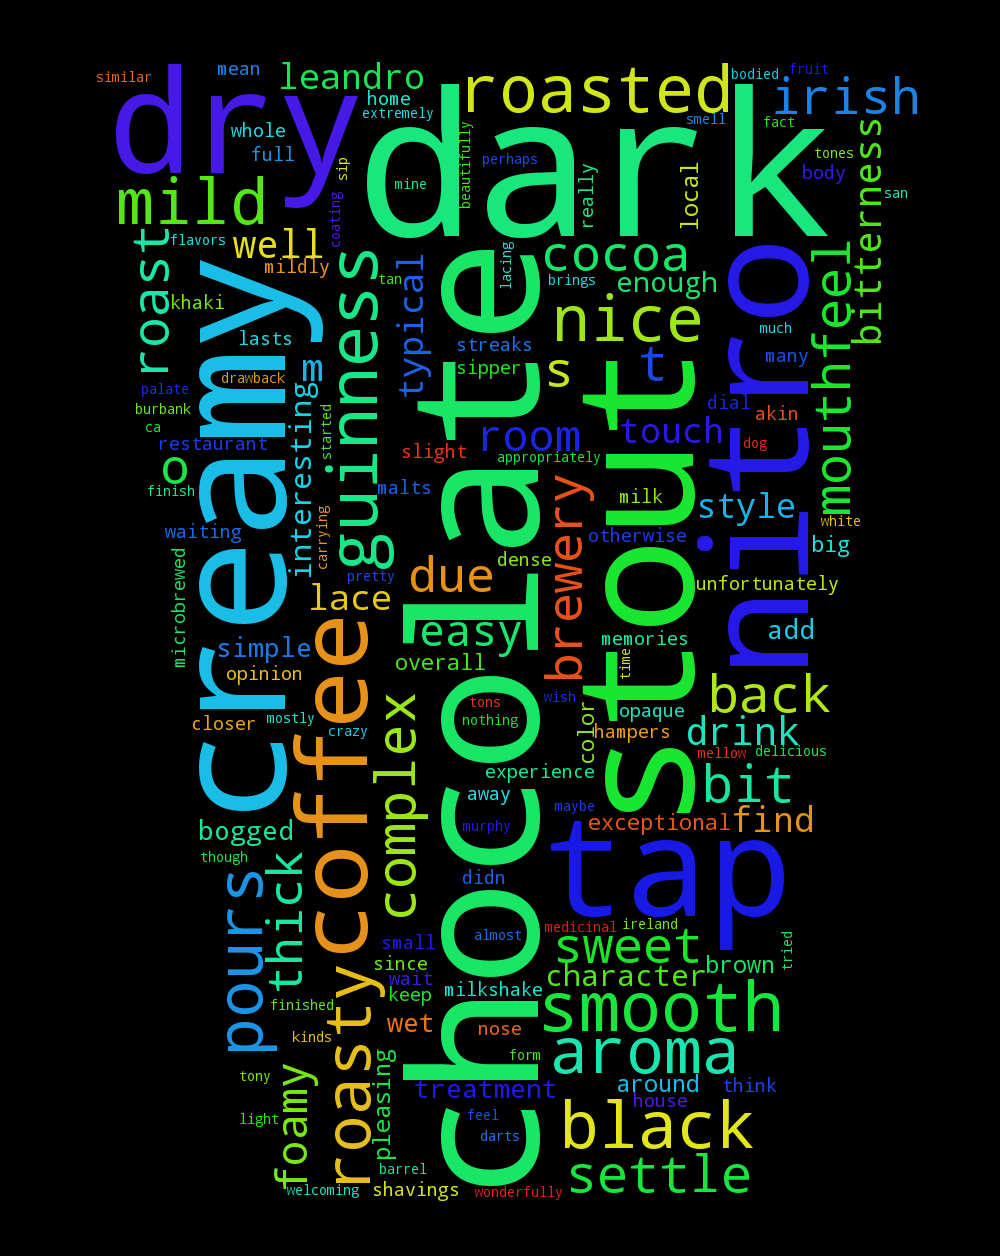 similar
mean
leandro
roasted
bodied
fruit
irish
dry
dark
home
extremely
smell
fact
whole
full
sip
mine
beautifully
perhaps
really
local
tones
body
bitterness
san
mild
coating
roast
flavors
well
mildly
khaki
lasts
creamy
guinness
tan
typical
lacing
cocoa
brings
enough
nice
streaks
sipper
s
t
m
nitro
much
many
mouthfeel
drawback
palate
burbank
ca
restaurant
o
finish
interesting
started
slight
chocolate
room
appropriately
stout
touch
dial
akin
dog
malts
milk
style
white
waiting
carrying
pretty
due
dense
brewery
otherwise
big
microbrewed
lace
unfortunately
simple
easy
overall
memories
time
add
opinion
coffee
complex
tons
nothing
wish
color
opaque
hampers
back
closer
mostly
crazy
drink
mellow
delicious
experience
away
maybe
bit
bogged
murphy
exceptional
find
though
pours
thick
didn
tap
almost
medicinal
ireland
small
since
wait
keep
sweet
character
brown
tried
milkshake
finished
roasty
wet
nose
smooth
kinds
form
aroma
tony
foamy
pleasing
treatment
around
think
house
light
feel
darts
black
barrel
settle
welcoming
shavings
wonderfully